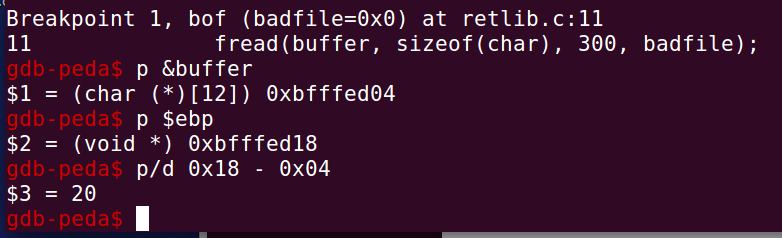 Breakpoint 1, bof (badfile=0x0) at retlib.c:11
11              fread(buffer, sizeof(char), 300, badfile);
gdb-peda$ p &buffer
$1 = (char (*)[12]) 0xbfffed04
gdb-peda$ p $ebp
$2 = (void *) 0xbfffed18
gdb-peda$ p/d 0x18 - 0x04
$3 = 20
gdb-peda$